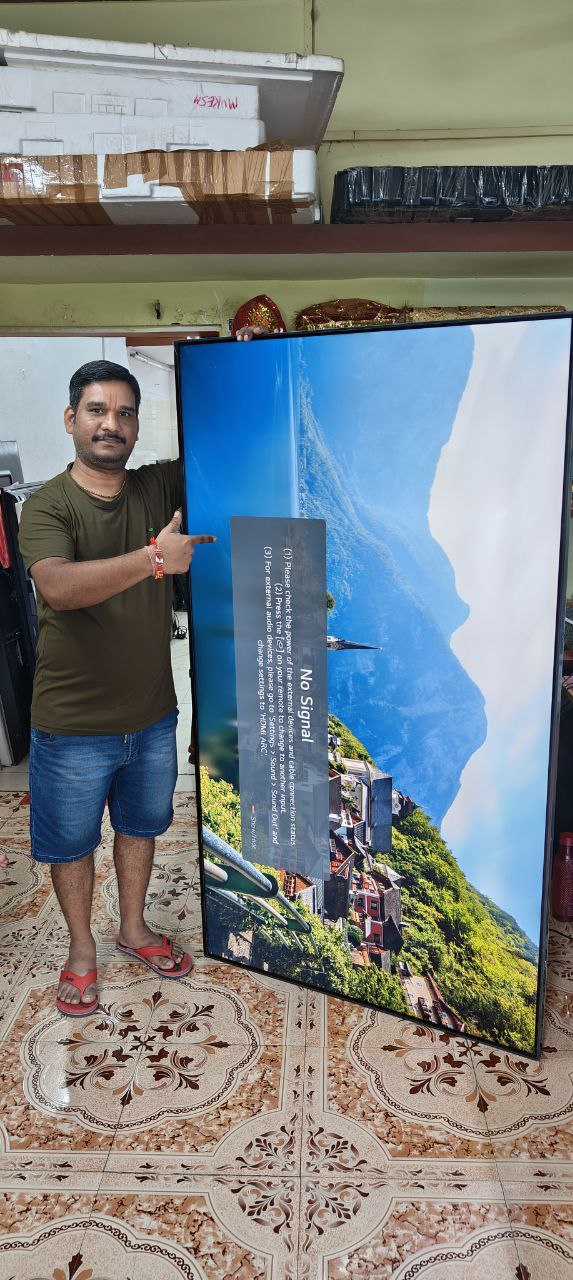 MUKESH
No Signal
(1) Please check the power of the external devices and cable connection status.
(2) Press the [⊕] on your remote to change to another input.
(3) For external audio devices, please go to 'Settings > Sound > Sound Out' and
change settings to 'HDMI ARC'.